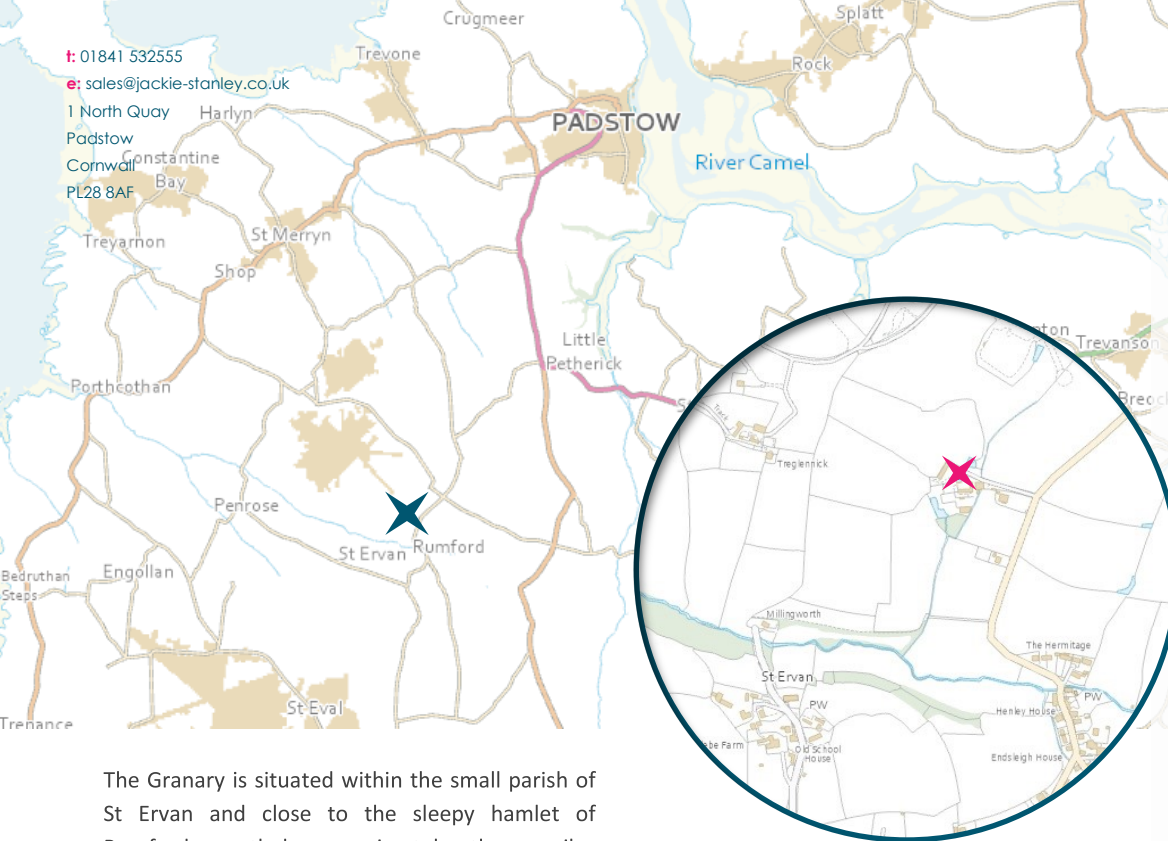 Crugmeer
Splatt
t: 01841 532555
Trevone
Rock
e: sales@jackie-stanley.co.uk
1 North Quay
Harlyn
PADSTOW
Padstow
Cornwall
Constantine
Bay
River Camel
PL28 8AF
Treyarnon
St Merryn
Shop
Little
Petherick
Trevanson
Porthcothan
Track
Treglennick
Penrose
St Ervan
Rumford
Bedruthan
Steps
Engollan
Millingworth
The Hermitage
St Ervan
PW
PW
Henley House
St Eval
Trenance
Old School
House
Farm
Endsleigh House
The Granary is situated within the small parish of
St Ervan and close to the sleepy hamlet of